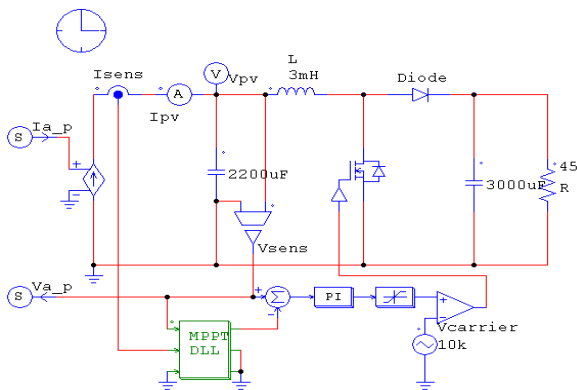 L
3mH
Isens
V
Vpv
Diode
A
Ipv
S
Ia_p
2200uF
3000uF
45
R
Vsens
S
Va_p
Σ
PI
MPPT
DLL
Vcarrier
10k